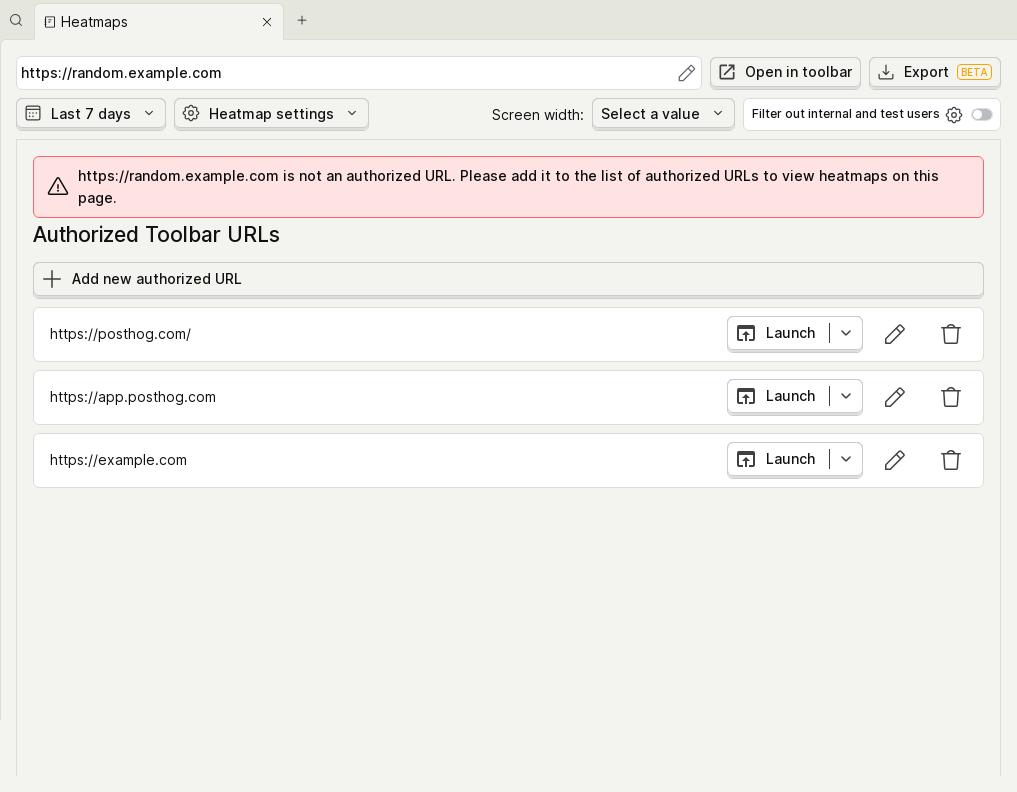 Heatmaps
https://random.example.com
Open in toolbar
Export BETA
Last 7 days
Heatmap settings
Screen width:
Select a value
Filter out internal and test users
https://random.example.com is not an authorized URL. Please add it to the list of authorized URLs to view heatmaps on this
page.
Authorized Toolbar URLs
Add new authorized URL
https://posthog.com/
Launch
https://app.posthog.com
Launch
https://example.com
Launch